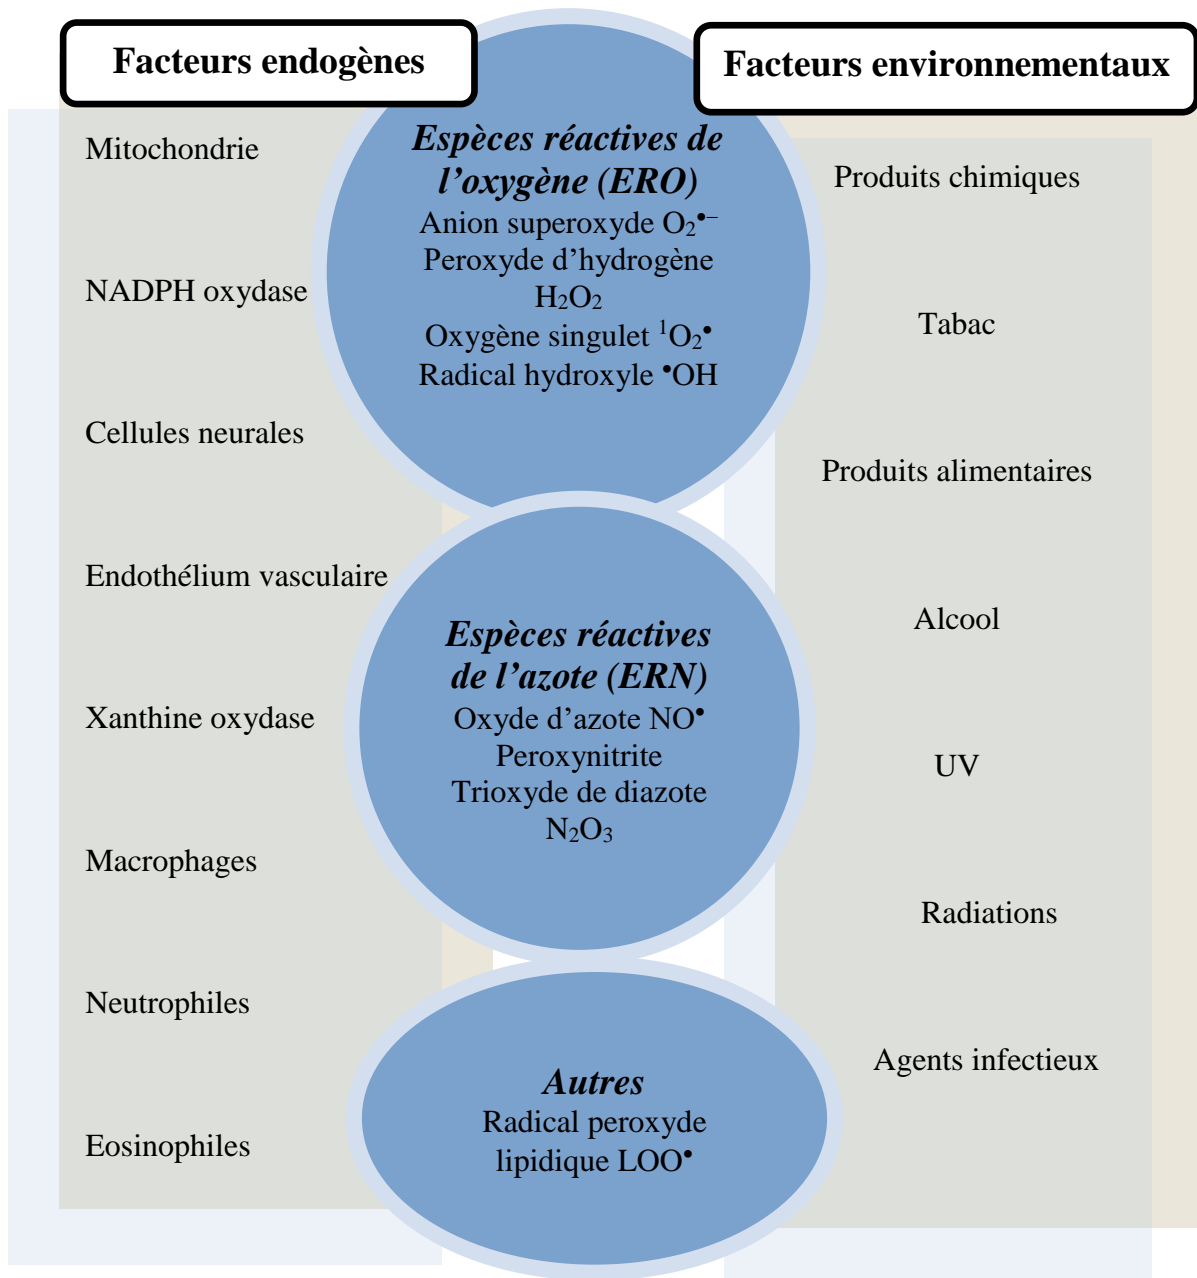 Facteurs endogènes
Mitochondrie
NADPH oxydase
Cellules neurales
Endothélium vasculaire
Xanthine oxydase
Macrophages
Neutrophiles
Eosinophiles
Espèces réactives de
l’oxygène (ERO)
Anion superoxyde O₂•⁻
Peroxyde d’hydrogène
H₂O₂
Oxygène singulet ¹O₂•
Radical hydroxyle •OH
Espèces réactives
de l’azote (ERN)
Oxyde d’azote NO•
Peroxynitrite
Trioxyde de diazote
N₂O₃
Autres
Radical peroxyde
lipidique LOO•
Facteurs environnementaux
Produits chimiques
Tabac
Produits alimentaires
Alcool
UV
Radiations
Agents infectieux